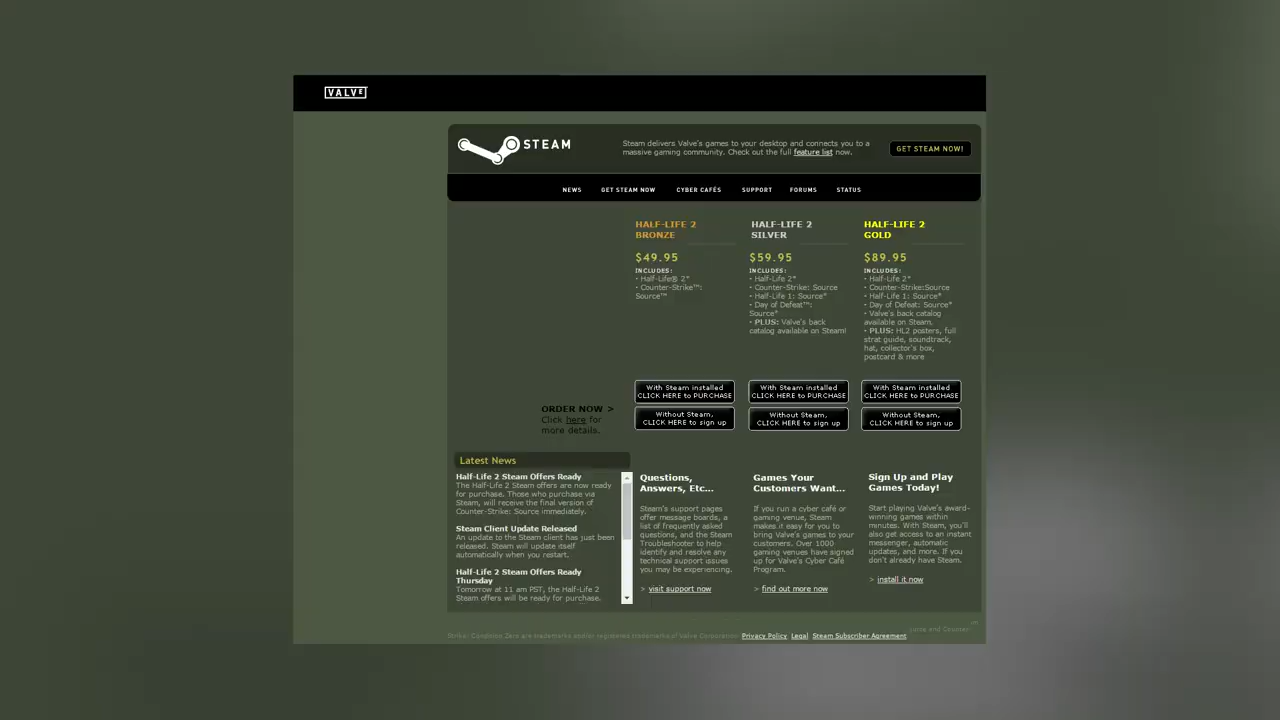 VALVE
STEAM
Steam delivers Valve's games to your desktop and connects you to a
massive gaming community. Check out the full feature list now.
GET STEAM NOW!
NEWS GET STEAM NOW CYBER CAFÉS SUPPORT FORUMS STATUS
HALF-LIFE 2
BRONZE
$49.95
INCLUDES:
• Half-Life® 2*
• Counter-Strike™:
Source™
HALF-LIFE 2
SILVER
$59.95
INCLUDES:
• Half-Life 2*
• Counter-Strike: Source
• Half-Life 1: Source*
• Day of Defeat™:
Source*
• PLUS: Valve's back
catalog available on Steam!
HALF-LIFE 2
GOLD
$89.95
INCLUDES:
• Half-Life 2*
• Counter-Strike:Source
• Half-Life 1: Source*
• Day of Defeat: Source*
• Valve's back catalog
available on Steam.
• PLUS: HL2 posters, full
strat guide, soundtrack,
hat, collector's box,
postcard & more
ORDER NOW >
Click here for
more details.
With Steam installed
CLICK HERE to PURCHASE
Without Steam,
CLICK HERE to sign up
With Steam installed
CLICK HERE to PURCHASE
Without Steam,
CLICK HERE to sign up
With Steam installed
CLICK HERE to PURCHASE
Without Steam,
CLICK HERE to sign up
Latest News
Half-Life 2 Steam Offers Ready
The Half-Life 2 Steam offers are now ready
for purchase. Those who purchase via
Steam, will receive the final version of
Counter-Strike: Source immediately.
Steam Client Update Released
An update to the Steam client has just been
released. Steam will update itself
automatically when you restart.
Half-Life 2 Steam Offers Ready
Thursday
Tomorrow at 11 am PST, the Half-Life 2
Steam offers will be ready for purchase.
Questions,
Answers, Etc...
Steam's support pages
offer message boards, a
list of frequently asked
questions, and the Steam
Troubleshooter to help
identify and resolve any
technical support issues
you may be experiencing.
> visit support now
Games Your
Customers Want...
If you run a cyber café or
gaming venue, Steam
makes it easy for you to
bring Valve's games to your
customers. Over 1000
gaming venues have signed
up for Valve's Cyber Café
Program.
> find out more now
Sign Up and Play
Games Today!
Start playing Valve's award-
winning games within
minutes. With Steam, you'll
also get access to an instant
messenger, automatic
updates, and more. If you
don't already have Steam.
> install it now
and Counter-
Strike: Condition Zero are trademarks and/or registered trademarks of Valve Corporation. Privacy Policy. Legal. Steam Subscriber Agreement